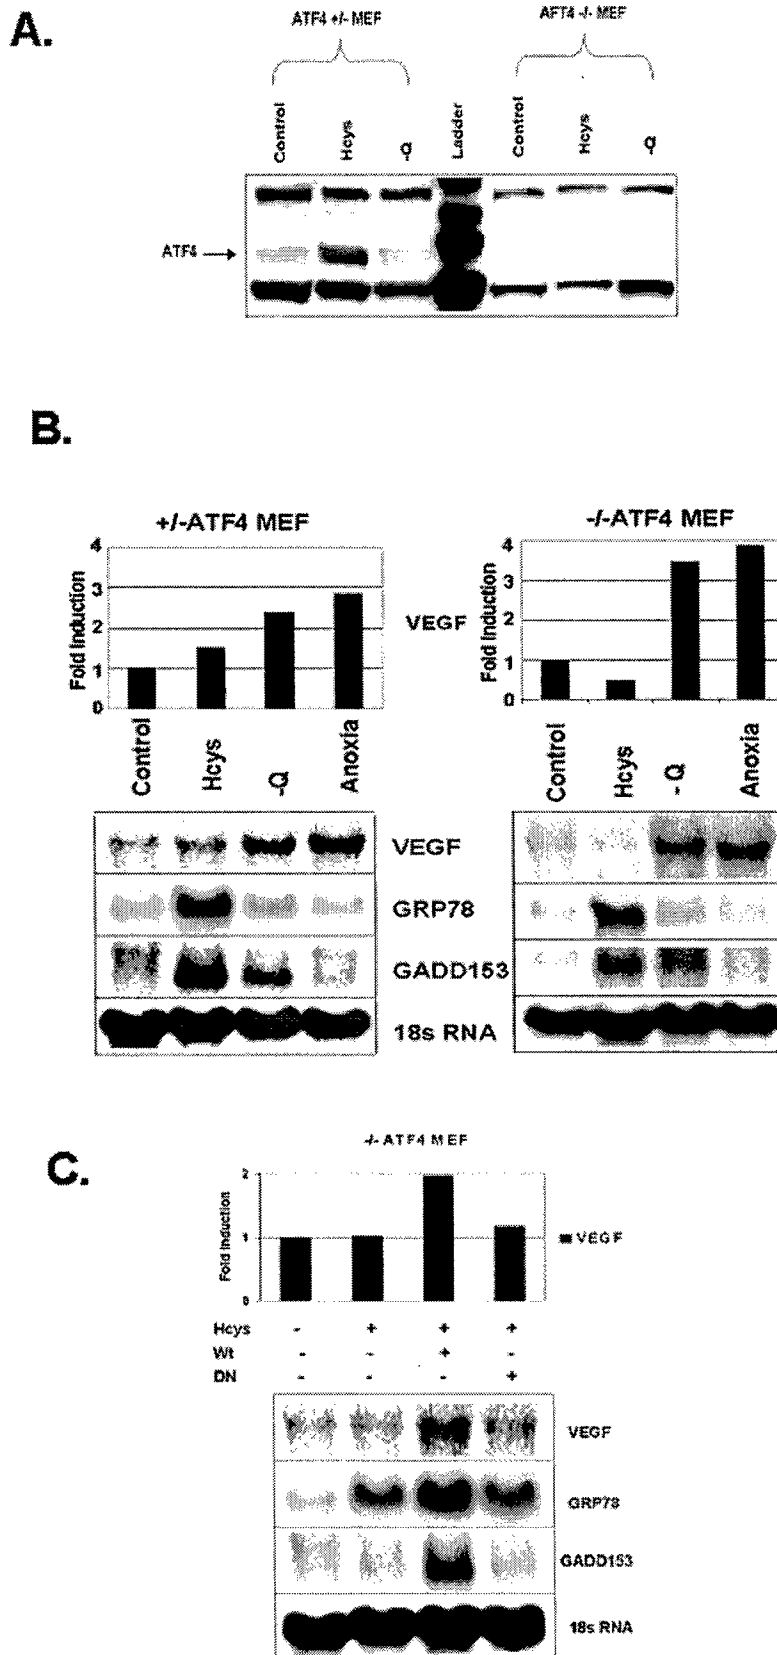 A.
ATF4 +/- MEF
AFT4 -/- MEF
Control
Hcys
-Q
Ladder
Control
Hcys
-Q
ATF4
B.
+/-ATF4 MEF
-/-ATF4 MEF
4
3
2
1
0
Fold Induction
VEGF
4
3
2
1
0
Fold Induction
Control
Hcys
-Q
Anoxia
Control
Hcys
-Q
Anoxia
VEGF
GRP78
GADD153
18s RNA
C.
-/- ATF4 MEF
2
1
0
Fold Induction
VEGF
Hcys - + + +
Wt - - + -
DN - - - +
VEGF
GRP78
GADD153
18s RNA